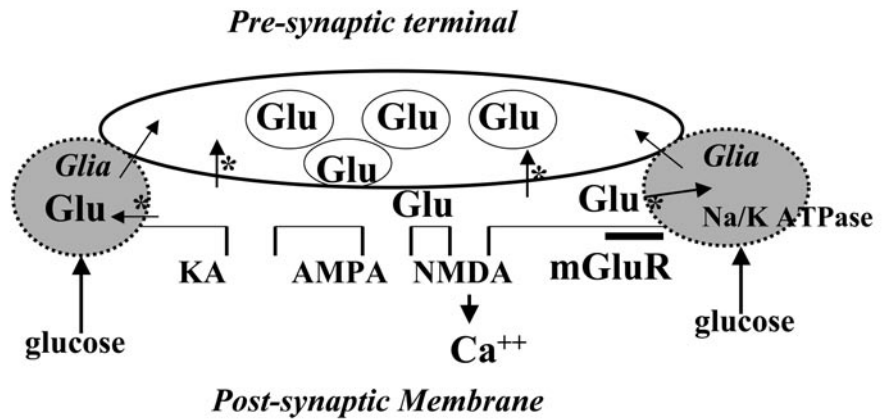 Pre-synaptic terminal
Glu Glu Glu
Glu
Glia * * Glia
Glu * Glu Glu *
Na/K ATPase
KA AMPA NMDA mGluR
glucose Ca++ glucose
Post-synaptic Membrane